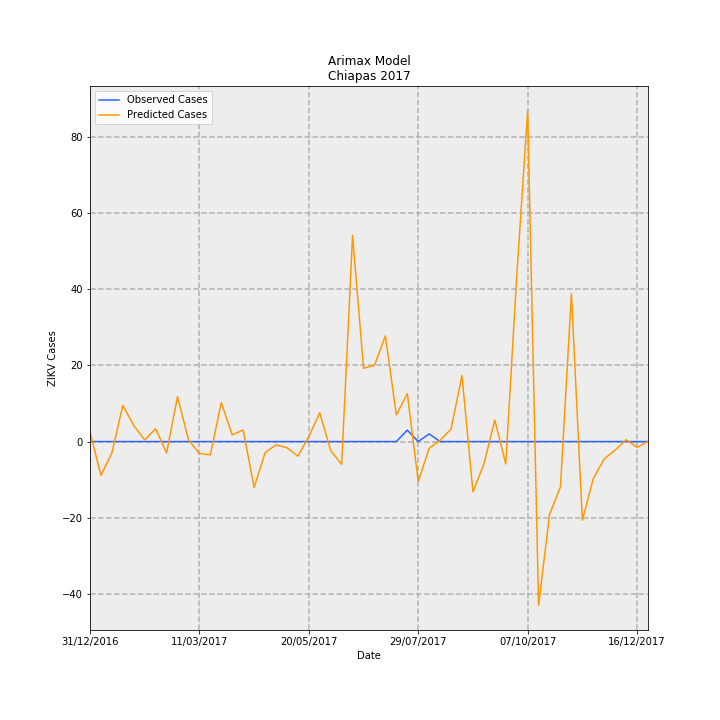 Arimax Model
Chiapas 2017
Observed Cases
Predicted Cases
ZIKV Cases
80
60
40
20
0
−20
−40
31/12/2016 11/03/2017 20/05/2017 29/07/2017 07/10/2017 16/12/2017
Date